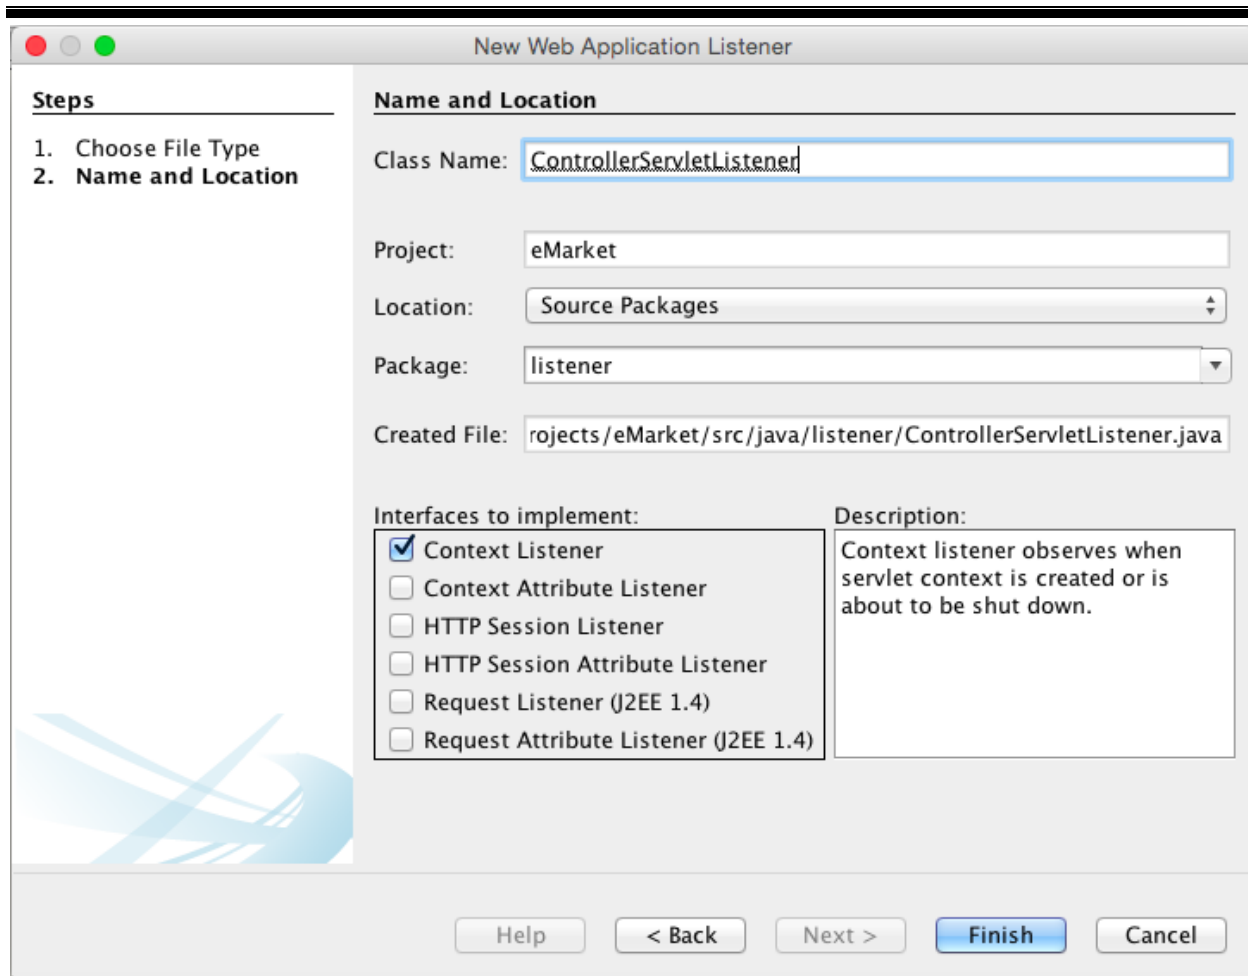 New Web Application Listener
Steps
1. Choose File Type
2. Name and Location
Name and Location
Class Name: ControllerServletListener
Project: eMarket
Location: Source Packages
Package: listener
Created File: rojects/eMarket/src/java/listener/ControllerServletListener.java
Interfaces to implement:
Context Listener
Context Attribute Listener
HTTP Session Listener
HTTP Session Attribute Listener
Request Listener (J2EE 1.4)
Request Attribute Listener (J2EE 1.4)
Description:
Context listener observes when
servlet context is created or is
about to be shut down.
Help < Back Next > Finish Cancel